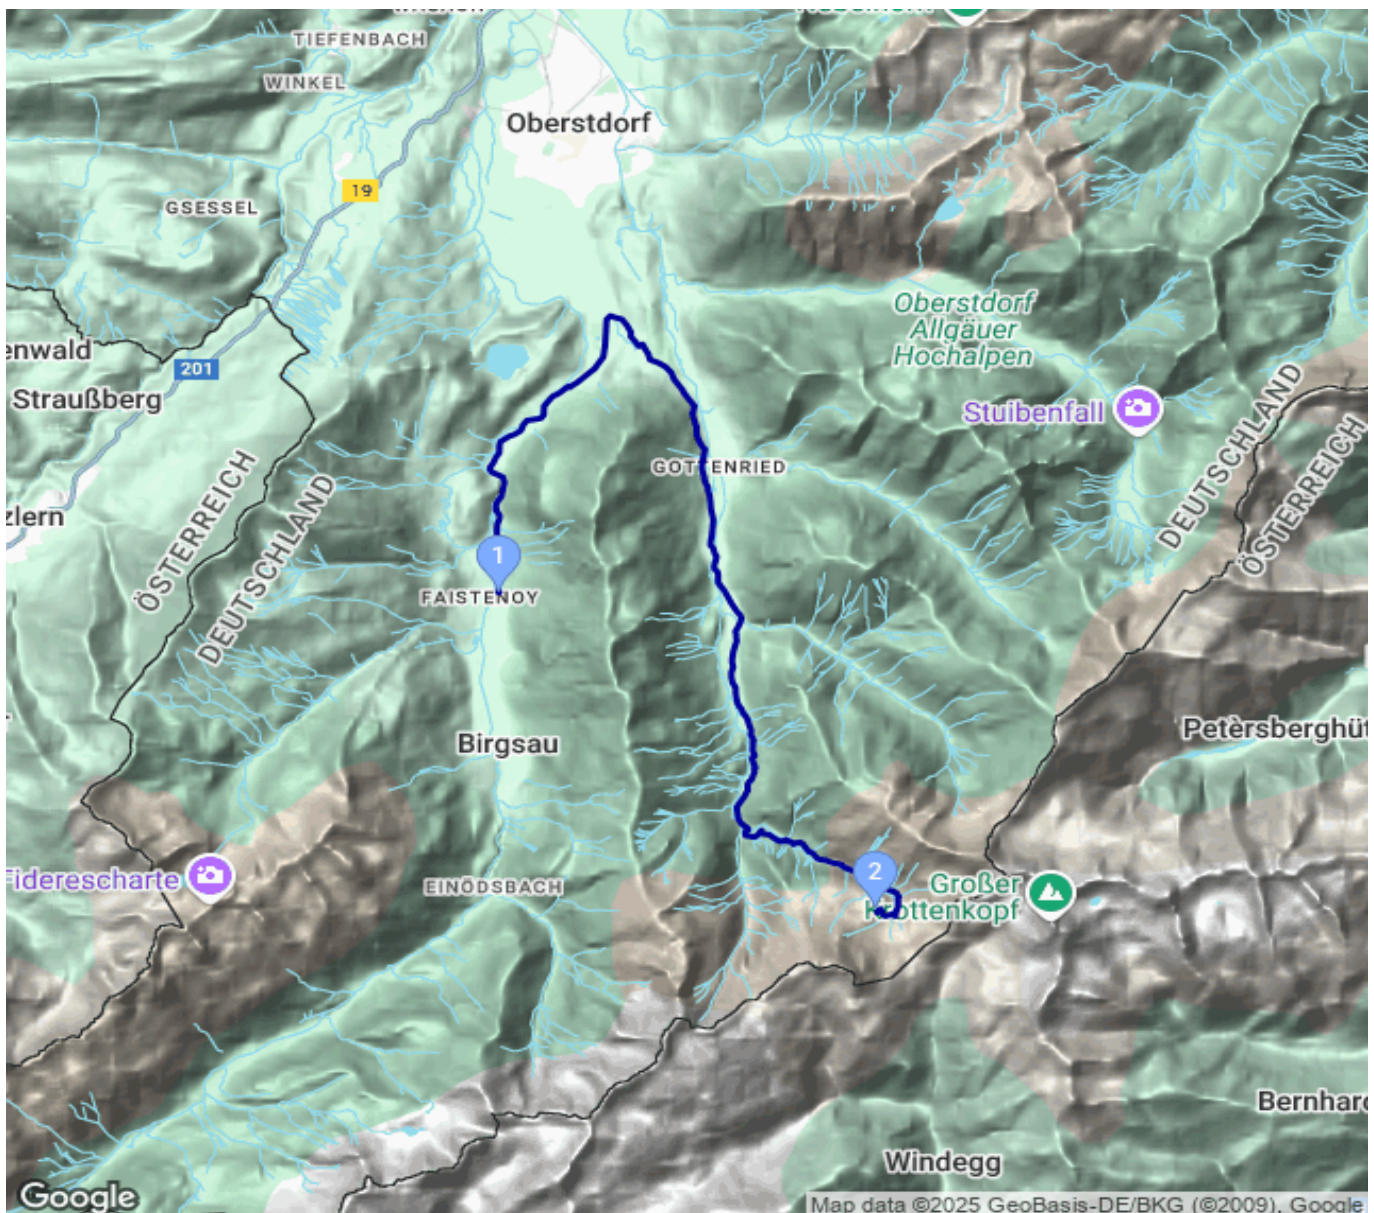 TIEFENBACH
WINKEL
Oberstdorf
19
GSESSEL
Oberstdorf
Allgäuer
Hochalpen
enwald
201
Straußberg
Stuibenfall
DEUTSCHLAND
ÖSTERREICH
GOTTENRIED
zlern
ÖSTERREICH
DEUTSCHLAND
1
FAISTENOY
Birgsau
Petersberghüt
2
Fiderescharte
EINÖDSBACH
Großer
Krottenkopf
Bernhard
Windegg
Google
Map data ©2025 GeoBasis-DE/BKG (©2009), Google